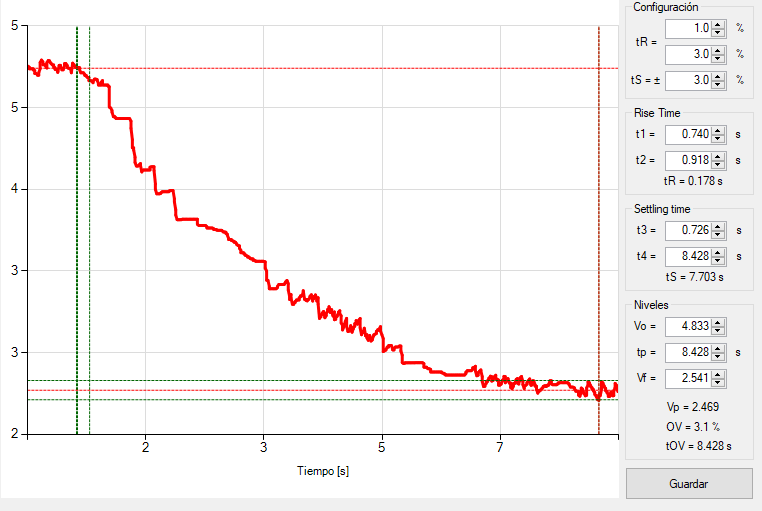 5
5
4
3
3
2
2
3
5
7
Tiempo [s]
Configuración
tR =
1.0 %
3.0 %
tS = ± 3.0 %
Rise Time
t1 = 0.740 s
t2 = 0.918 s
tR = 0.178 s
Settling time
t3 = 0.726 s
t4 = 8.428 s
tS = 7.703 s
Niveles
Vo = 4.833
tp = 8.428 s
Vf = 2.541
Vp = 2.469
OV = 3.1 %
tOV = 8.428 s
Guardar